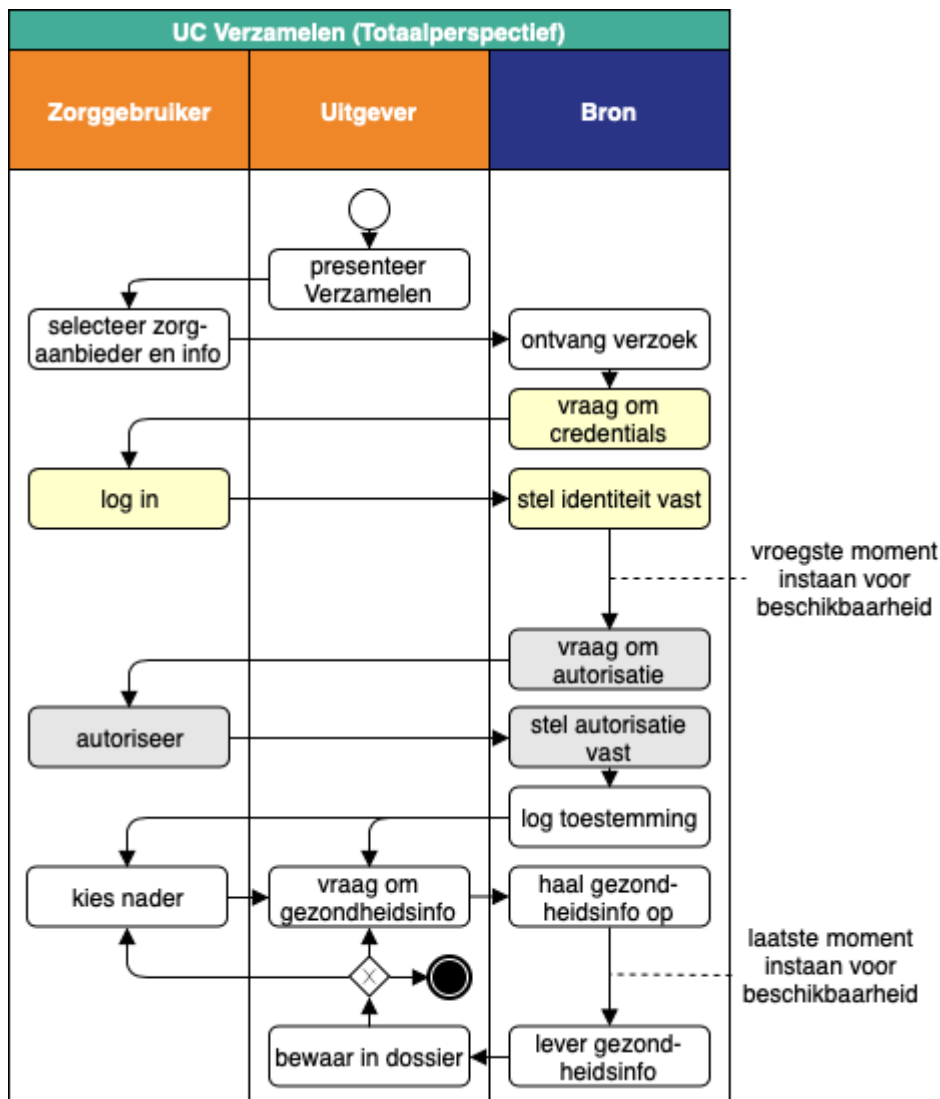 UC Verzamelen (Totaalperspectief)
Zorggebruiker
Uitgever
Bron
presenteer
Verzamelen
selecteer zorg-
aanbieder en info
ontvang verzoek
vraag om
credentials
log in
stel identiteit vast
vroegste moment
instaan voor
beschikbaarheid
vraag om
autorisatie
autoriseer
stel autorisatie
vast
log toestemming
kies nader
vraag om
gezondheidsinfo
haal gezond-
heidsinfo op
laatste moment
instaan voor
beschikbaarheid
X
bewaar in dossier
lever gezond-
heidsinfo